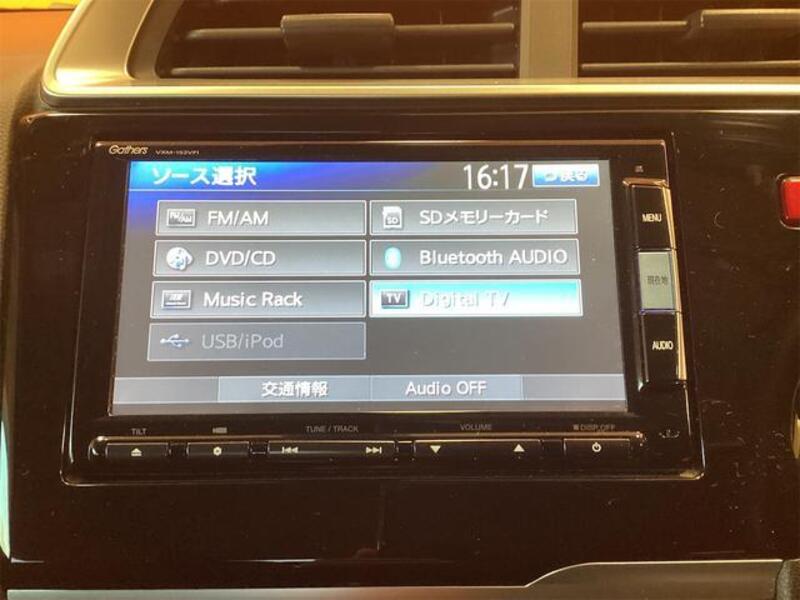 Gathers VXM-152VFi
ソース選択 16:17 戻る
FM/AM SDメモリーカード
DVD/CD Bluetooth AUDIO
Music Rack Digital TV
USB/iPod
交通情報 Audio OFF
MENU
現在地
AUDIO
TILT TUNE / TRACK VOLUME DISP OFF